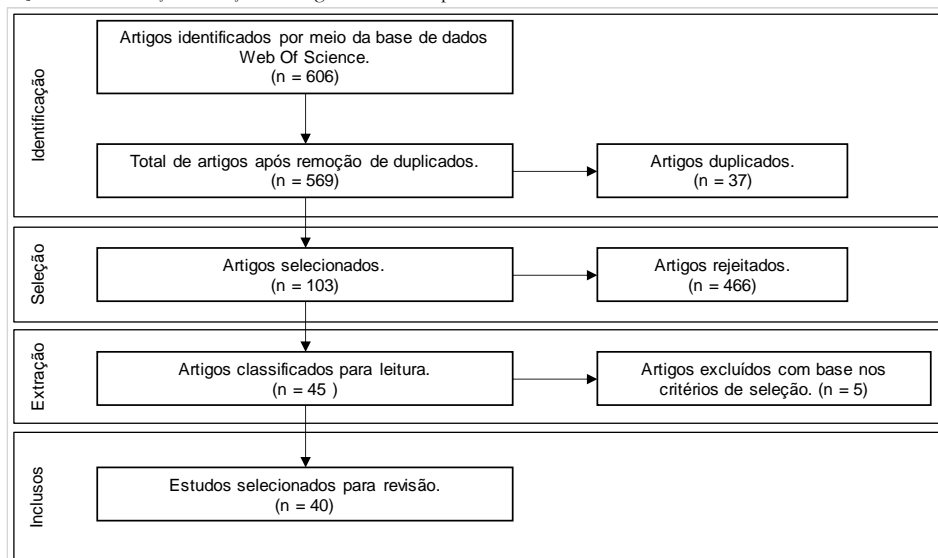 Identificação
Artigos identificados por meio da base de dados
Web Of Science.
(n = 606)
Total de artigos após remoção de duplicados.
(n = 569)
Artigos duplicados.
(n = 37)
Seleção
Artigos selecionados.
(n = 103)
Artigos rejeitados.
(n = 466)
Extração
Artigos classificados para leitura.
(n = 45 )
Artigos excluídos com base nos
critérios de seleção. (n = 5)
Inclusos
Estudos selecionados para revisão.
(n = 40)